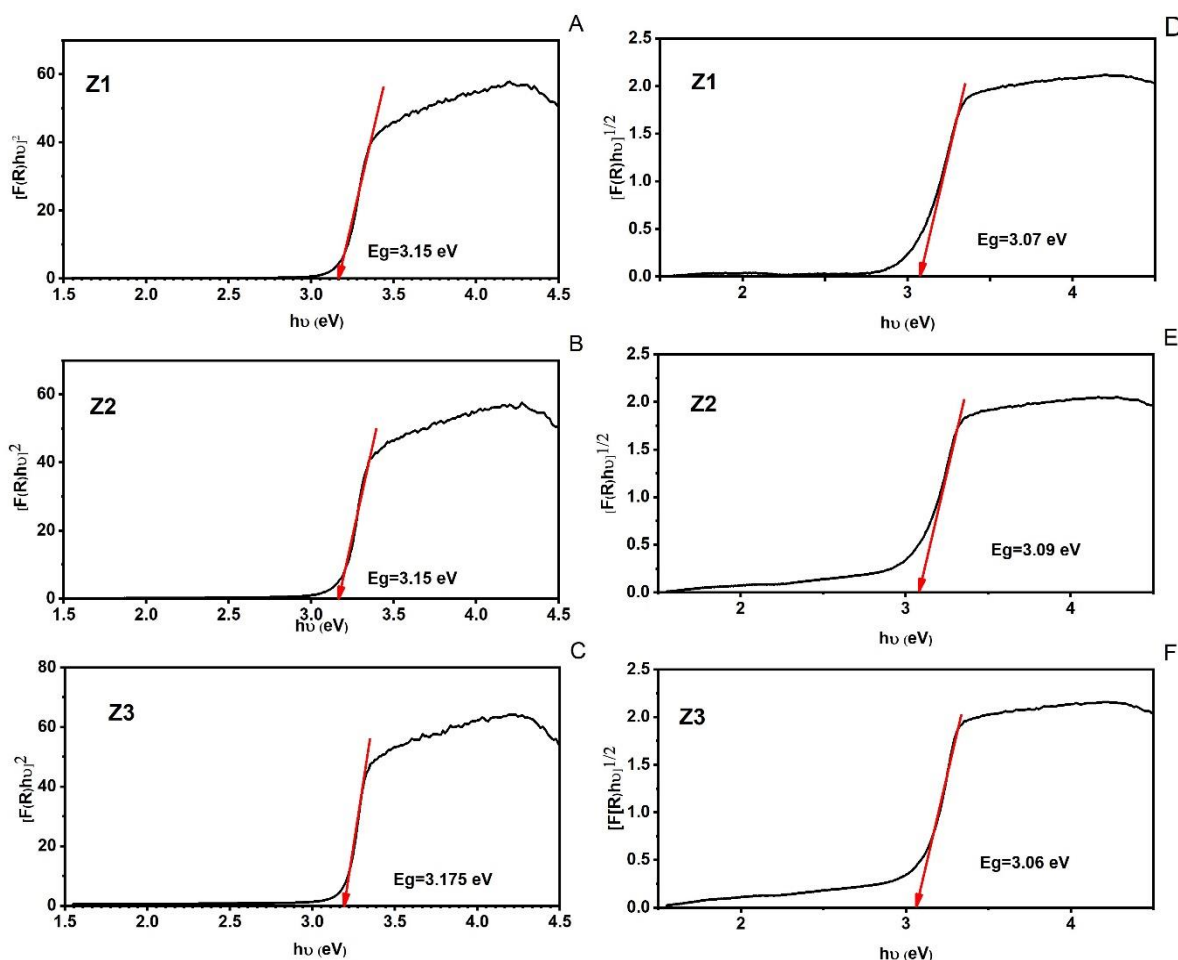 A
Z1
[F(R)hυ]²
60
40
20
0
Eg=3.15 eV
1.5 2.0 2.5 3.0 3.5 4.0 4.5
hυ (eV)
B
Z2
[F(R)hυ]²
60
40
20
0
Eg=3.15 eV
1.5 2.0 2.5 3.0 3.5 4.0 4.5
hυ (eV)
C
Z3
[F(R)hυ]²
80
60
40
20
0
Eg=3.175 eV
1.5 2.0 2.5 3.0 3.5 4.0 4.5
hυ (eV)
D
Z1
[F(R)hυ]1/2
2.5
2.0
1.5
1.0
0.5
0.0
Eg=3.07 eV
2 3 4
hυ (eV)
E
Z2
[F(R)hυ]1/2
2.5
2.0
1.5
1.0
0.5
0.0
Eg=3.09 eV
2 3 4
hυ (eV)
F
Z3
[F[R)hυ]1/2
2.5
2.0
1.5
1.0
0.5
0.0
Eg=3.06 eV
2 3 4
hυ (eV)